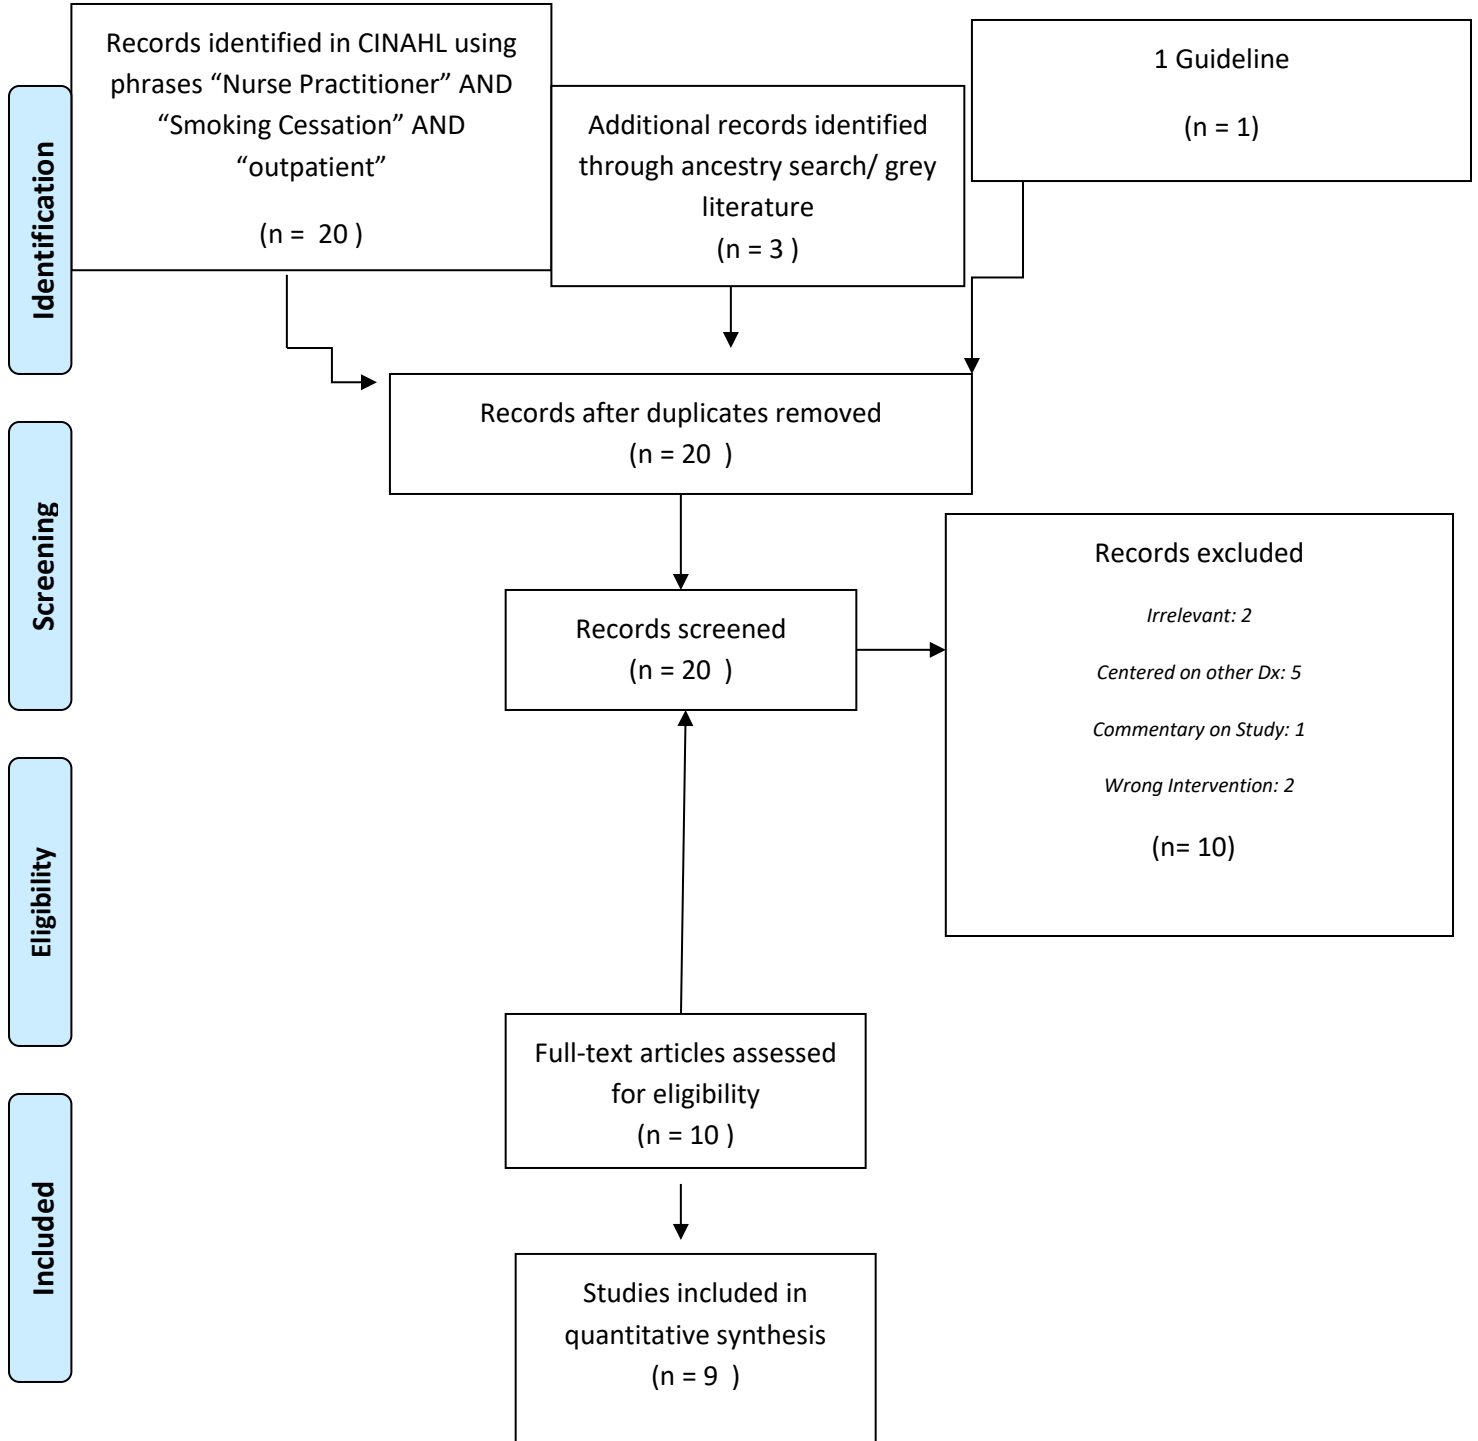 Records identified in CINAHL using
phrases “Nurse Practitioner” AND
“Smoking Cessation” AND
“outpatient”
(n = 20 )
Additional records identified
through ancestry search/ grey
literature
(n = 3 )
1 Guideline
(n = 1)
Identification
Records after duplicates removed
(n = 20 )
Screening
Records screened
(n = 20 )
Records excluded
Irrelevant: 2
Centered on other Dx: 5
Commentary on Study: 1
Wrong Intervention: 2
(n= 10)
Eligibility
Full-text articles assessed
for eligibility
(n = 10 )
Included
Studies included in
quantitative synthesis
(n = 9 )